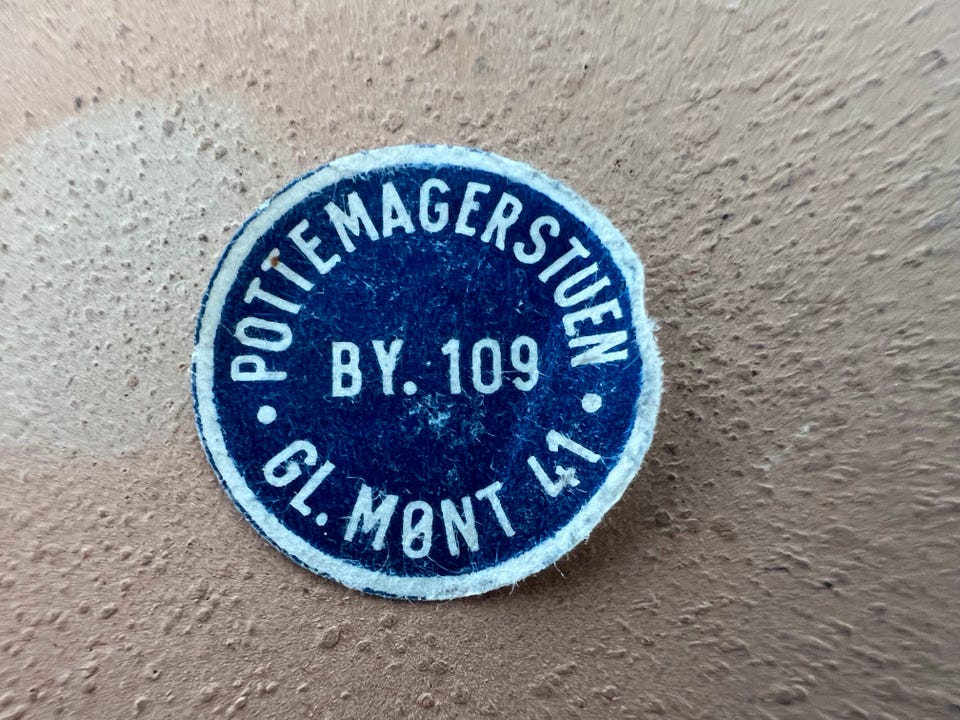 POTTEMAGERSTUEN
BY. 109
GL. MØNT 41